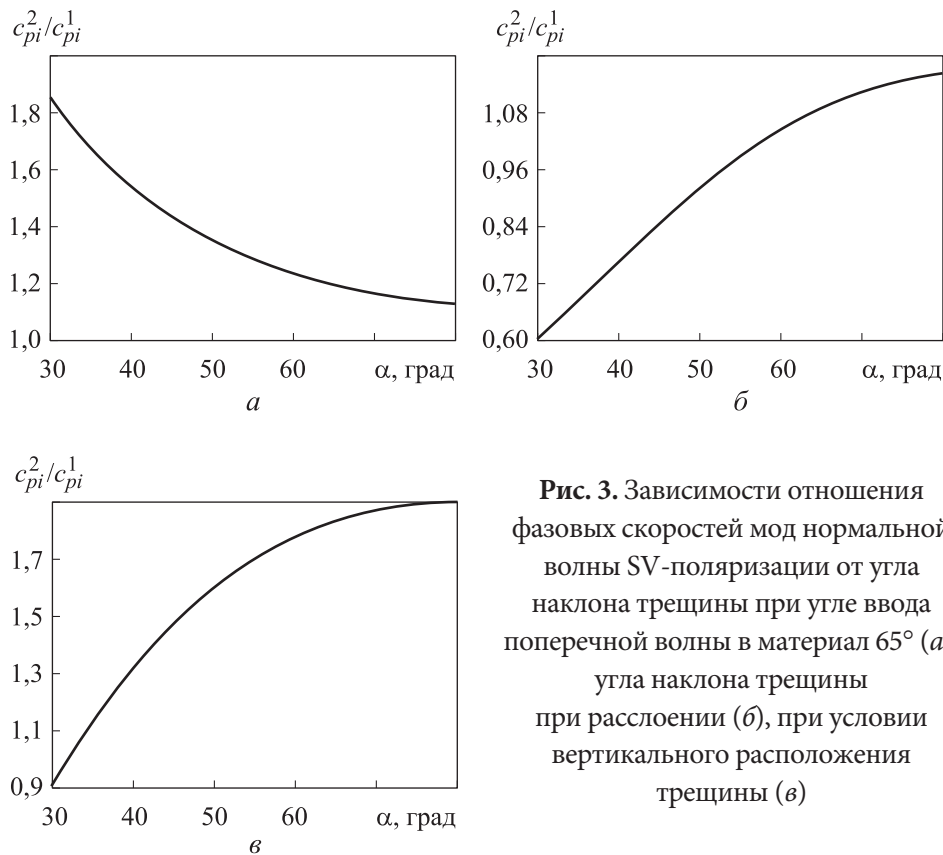 c²ₚᵢ/c¹ₚᵢ
1,8
1,6
1,4
1,2
1,0
30 40 50 60 α, град
а
c²ₚᵢ/c¹ₚᵢ
1,08
0,96
0,84
0,72
0,60
30 40 50 60 α, град
б
c²ₚᵢ/c¹ₚᵢ
1,7
1,5
1,3
1,1
0,9
30 40 50 60 α, град
в
Рис. 3. Зависимости отношения
фазовых скоростей мод нормальной
волны SV-поляризации от угла
наклона трещины при угле ввода
поперечной волны в материал 65° (а
угла наклона трещины
при расслоении (б), при условии
вертикального расположения
трещины (в)